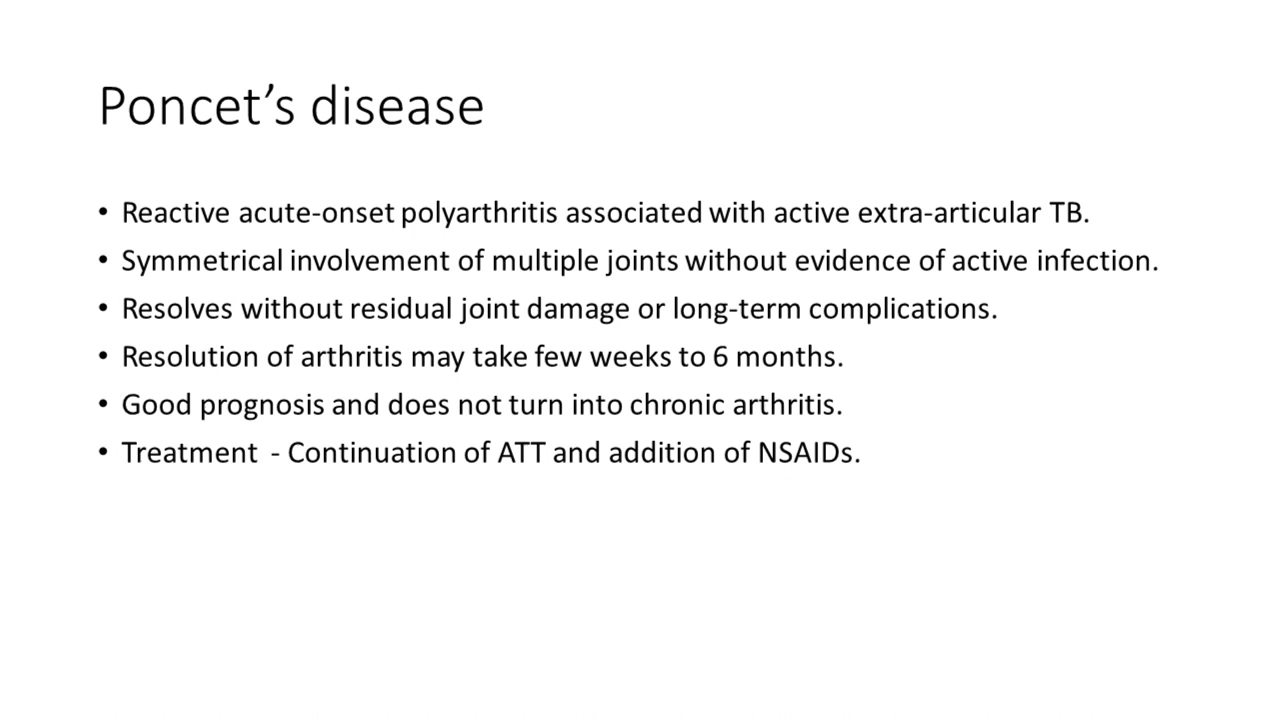 Poncet’s disease
• Reactive acute-onset polyarthritis associated with active extra-articular TB.
• Symmetrical involvement of multiple joints without evidence of active infection.
• Resolves without residual joint damage or long-term complications.
• Resolution of arthritis may take few weeks to 6 months.
• Good prognosis and does not turn into chronic arthritis.
• Treatment  - Continuation of ATT and addition of NSAIDs.